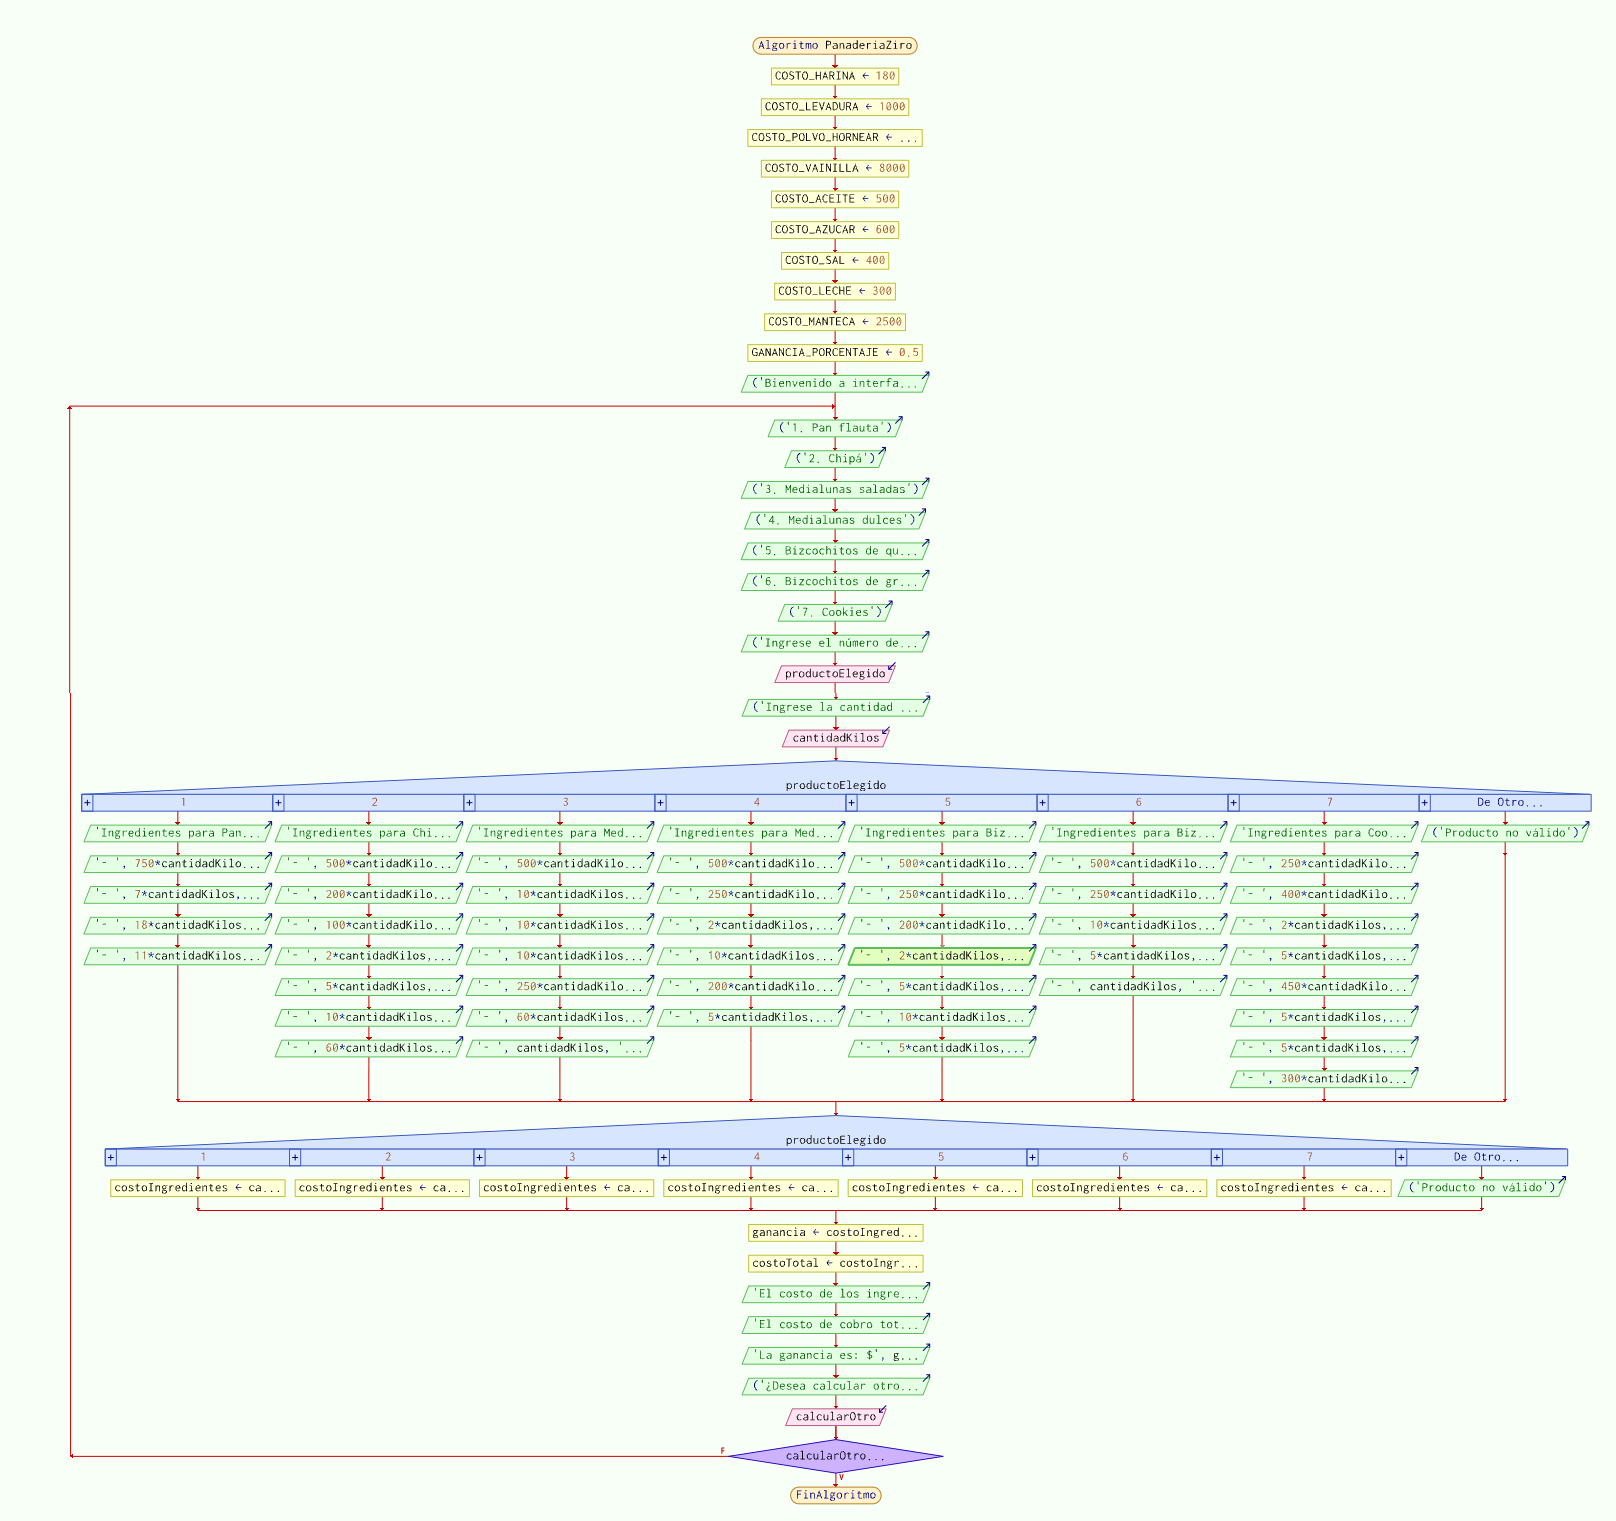 Algoritmo PanaderiaZiro
COSTO_HARINA ← 180
COSTO_LEVADURA ← 1000
COSTO_POLVO_HORNEAR ← ...
COSTO_VAINILLA ← 8000
COSTO_ACEITE ← 500
COSTO_AZUCAR ← 600
COSTO_SAL ← 400
COSTO_LECHE ← 300
COSTO_MANTECA ← 2500
GANANCIA_PORCENTAJE ← 0.5
('Bienvenido a interfa...
('1. Pan flauta')
('2. Chipá')
('3. Medialunas saladas')
('4. Medialunas dulces')
('5. Bizcochitos de qu...
('6. Bizcochitos de gr...
('7. Cookies')
('Ingrese el número de...
productoElegido
('Ingrese la cantidad ...
cantidadKilos
productoElegido
+ 1 + 2 + 3 + 4 + 5 + 6 + 7 + De Otro...
'Ingredientes para Pan... 'Ingredientes para Chi... 'Ingredientes para Med... 'Ingredientes para Med... 'Ingredientes para Biz... 'Ingredientes para Biz... 'Ingredientes para Coo... ('Producto no válido')
'- ', 750*cantidadKilo... '- ', 500*cantidadKilo... '- ', 500*cantidadKilo... '- ', 500*cantidadKilo... '- ', 500*cantidadKilo... '- ', 500*cantidadKilo... '- ', 250*cantidadKilo...
'- ', 7*cantidadKilos,... '- ', 200*cantidadKilo... '- ', 10*cantidadKilos... '- ', 250*cantidadKilo... '- ', 250*cantidadKilo... '- ', 250*cantidadKilo... '- ', 400*cantidadKilo...
'- ', 18*cantidadKilos... '- ', 100*cantidadKilo... '- ', 10*cantidadKilos... '- ', 2*cantidadKilos,... '- ', 200*cantidadKilo... '- ', 10*cantidadKilos... '- ', 2*cantidadKilos,...
'- ', 11*cantidadKilos... '- ', 2*cantidadKilos,... '- ', 10*cantidadKilos... '- ', 10*cantidadKilos... '- ', 2*cantidadKilos,... '- ', 5*cantidadKilos,... '- ', 5*cantidadKilos,...
'- ', 5*cantidadKilos,... '- ', 250*cantidadKilo... '- ', 200*cantidadKilo... '- ', 5*cantidadKilos,... '- ', cantidadKilos, '... '- ', 450*cantidadKilo...
'- ', 10*cantidadKilos... '- ', 60*cantidadKilos... '- ', 5*cantidadKilos,... '- ', 10*cantidadKilos... '- ', 5*cantidadKilos,...
'- ', 60*cantidadKilos... '- ', cantidadKilos, '... '- ', 5*cantidadKilos,... '- ', 5*cantidadKilos,...
'- ', 300*cantidadKilo...
productoElegido
+ 1 + 2 + 3 + 4 + 5 + 6 + 7 + De Otro...
costoIngredientes ← ca... costoIngredientes ← ca... costoIngredientes ← ca... costoIngredientes ← ca... costoIngredientes ← ca... costoIngredientes ← ca... costoIngredientes ← ca... ('Producto no válido')
ganancia ← costoIngred...
costoTotal ← costoIngr...
'El costo de los ingre...
'El costo de cobro tot...
'La ganancia es: $', g...
('¿Desea calcular otro...
calcularOtro
F
calcularOtro...
V
FinAlgoritmo